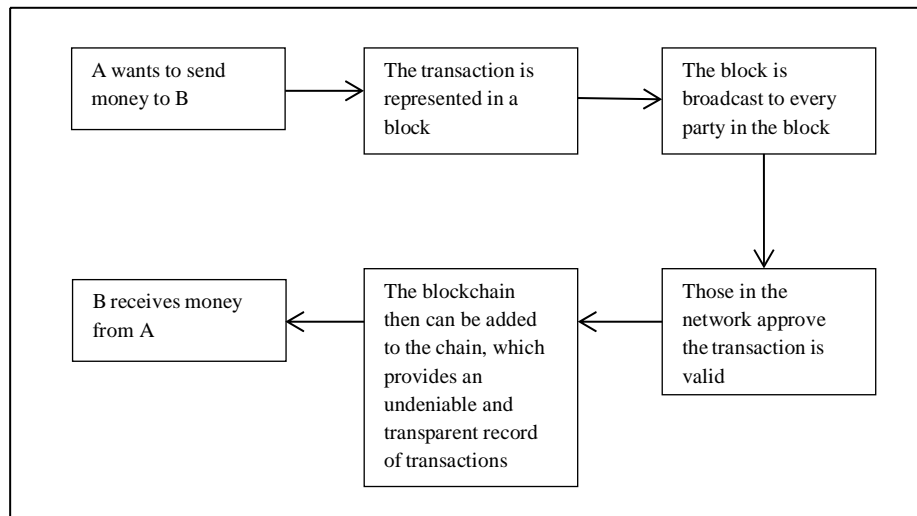 A wants to send
money to B
The transaction is
represented in a
block
The block is
broadcast to every
party in the block
Those in the
network approve
the transaction is
valid
The blockchain
then can be added
to the chain, which
provides an
undeniable and
transparent record
of transactions
B receives money
from A